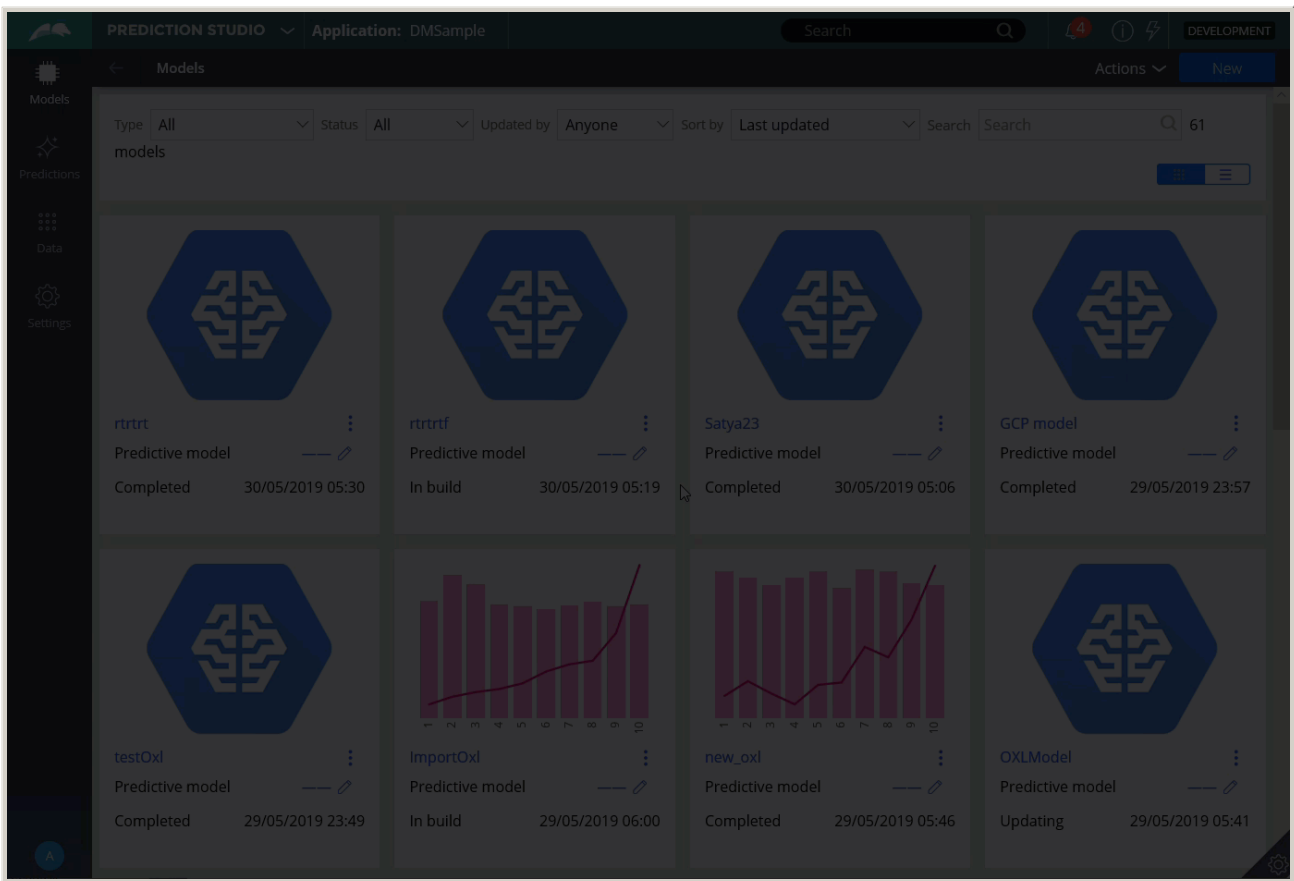 PREDICTION STUDIO Application: DMSample Search 4 DEVELOPMENT
Models Actions New
Models
Predictions
Data
Settings
Type All Status All Updated by Anyone Sort by Last updated Search Search 61
models
rtrtrt rtrtrtf Satya23 GCP model
Predictive model Predictive model Predictive model Predictive model
Completed 30/05/2019 05:30 In build 30/05/2019 05:19 Completed 30/05/2019 05:06 Completed 29/05/2019 23:57
1 2 3 4 5 6 7 8 9 10 1 2 3 4 5 6 7 8 9 10
testOxl ImportOxl new_oxl OXLModel
Predictive model Predictive model Predictive model Predictive model
Completed 29/05/2019 23:49 In build 29/05/2019 06:00 Completed 29/05/2019 05:46 Updating 29/05/2019 05:41
A